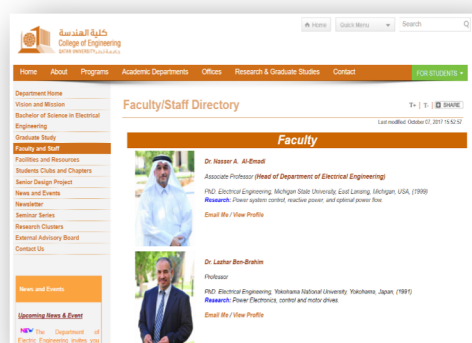 كلية الهندسة
College of Engineering
Home
Quick Menu
Search
Home About Programs Academic Departments Offices Research & Graduate Studies Contact
FOR STUDENTS
Department Home
Vision and Mission
Bachelor of Science in Electrical
Engineering
Graduate Study
Faculty and Staff
Facilities and Resources
Students Clubs and Chapters
Senior Design Project
News and Events
Newsletter
Seminar Series
Research Clusters
External Advisory Board
Contact Us
News and Events
Upcoming News & Event
NEW The Department of
Electric Engineering invites you
Faculty/Staff Directory
T+ | T- | SHARE
Last modified: October 07, 2017 15:52:57
Faculty
Dr. Nasser A. Al-Emadi
Associate Professor (Head of Department of Electrical Engineering)
PhD. Electrical Engineering, Michigan State University, East Lansing, Michigan, USA, (1999)
Research: Power system control, reactive power, and optimal power flow.
Email Me / View Profile
Dr. Lazhar Ben-Brahim
Professor
PhD. Electrical Engineering, Yokohama National University, Yokohama, Japan, (1991)
Research: Power Electronics, control and motor drives.
Email Me / View Profile